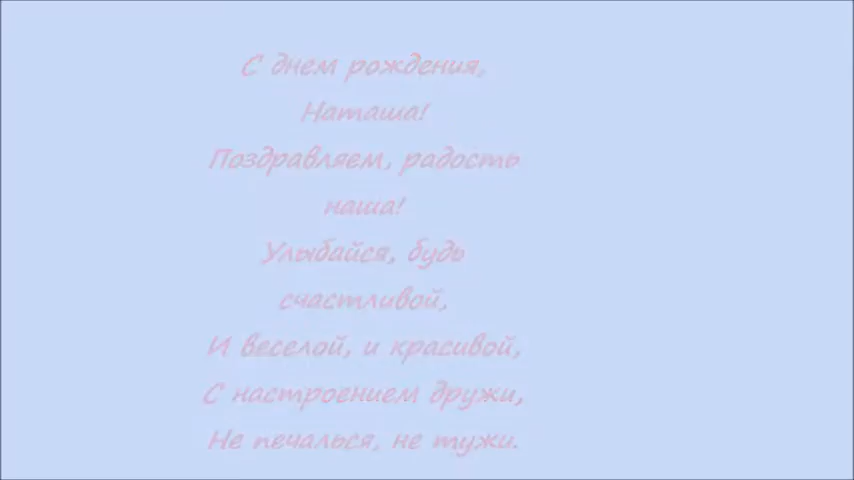 С днем рождения,
Наташа!
Поздравляем, радость
наша!
Улыбайся, будь
счастливой,
И веселой, и красивой,
С настроением дружи,
Не печалься, не тужи.